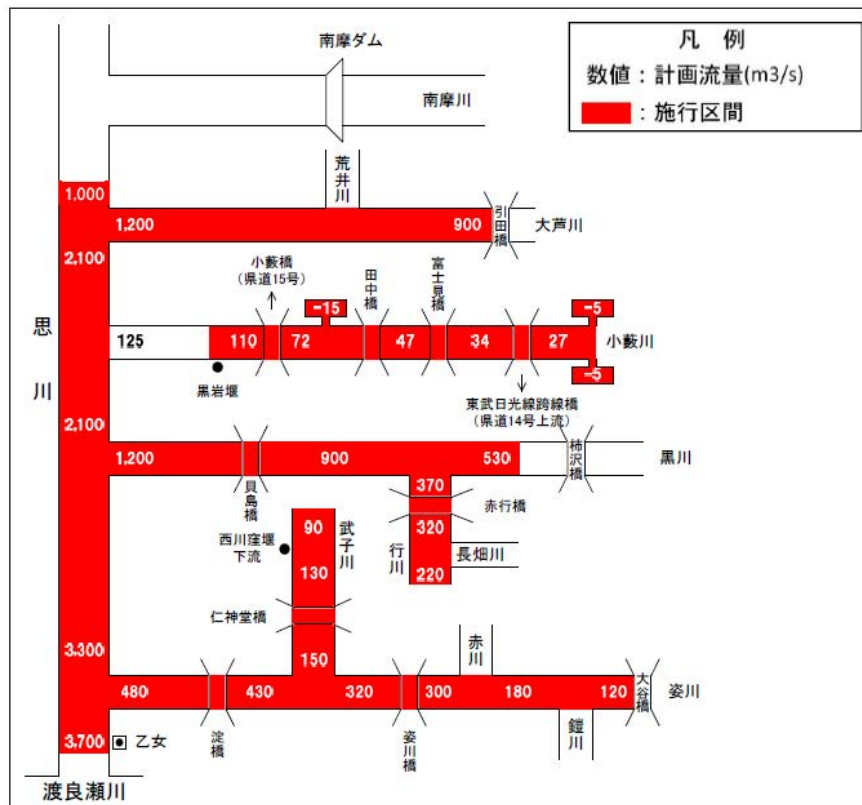 南摩ダム
南摩川
凡 例
数値：計画流量(m3/s)
：施行区間
荒井川
1,000
1,200
900
引田橋
大芦川
2,100
小藪橋
（県道15号）
田中橋
富士見橋
-15
-5
思川
125
110
72
47
34
27
小藪川
-5
黒岩堰
東武日光線跨線橋
（県道14号上流）
2,100
1,200
900
530
柿沢橋
黒川
貝島橋
370
赤行橋
90
武子川
320
行川
長畑川
西川窪堰
下流
130
220
仁神堂橋
3,300
150
赤川
480
430
320
300
180
120
大谷橋
姿川
3,700
乙女
淀橋
姿川橋
鎧川
渡良瀬川